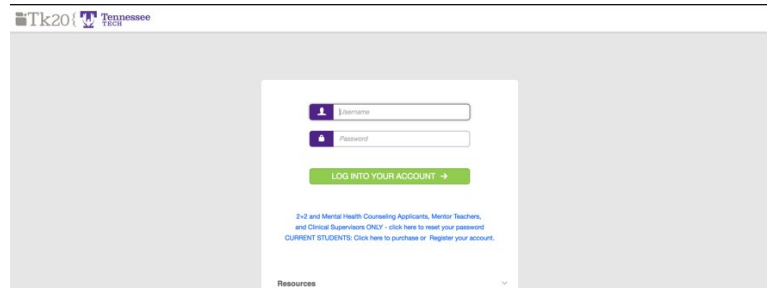 Tk20{ Tennessee
TECH
Username
Password
LOG INTO YOUR ACCOUNT →
2+2 and Mental Health Counseling Applicants, Mentor Teachers,
and Clinical Supervisors ONLY - click here to reset your password
CURRENT STUDENTS: Click here to purchase or Register your account.
Resources